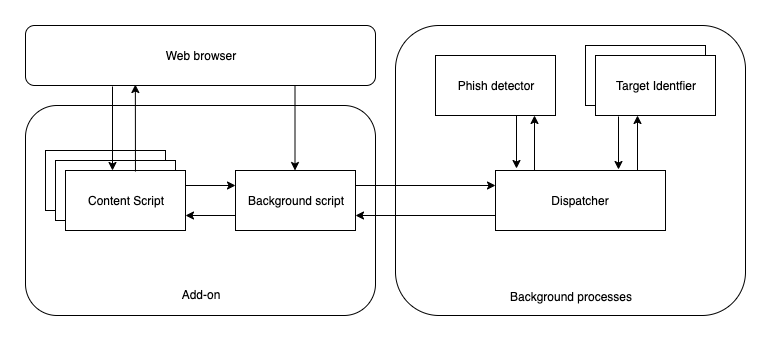 Web browser
Phish detector
Target Identfier
Content Script
Background script
Dispatcher
Add-on
Background processes